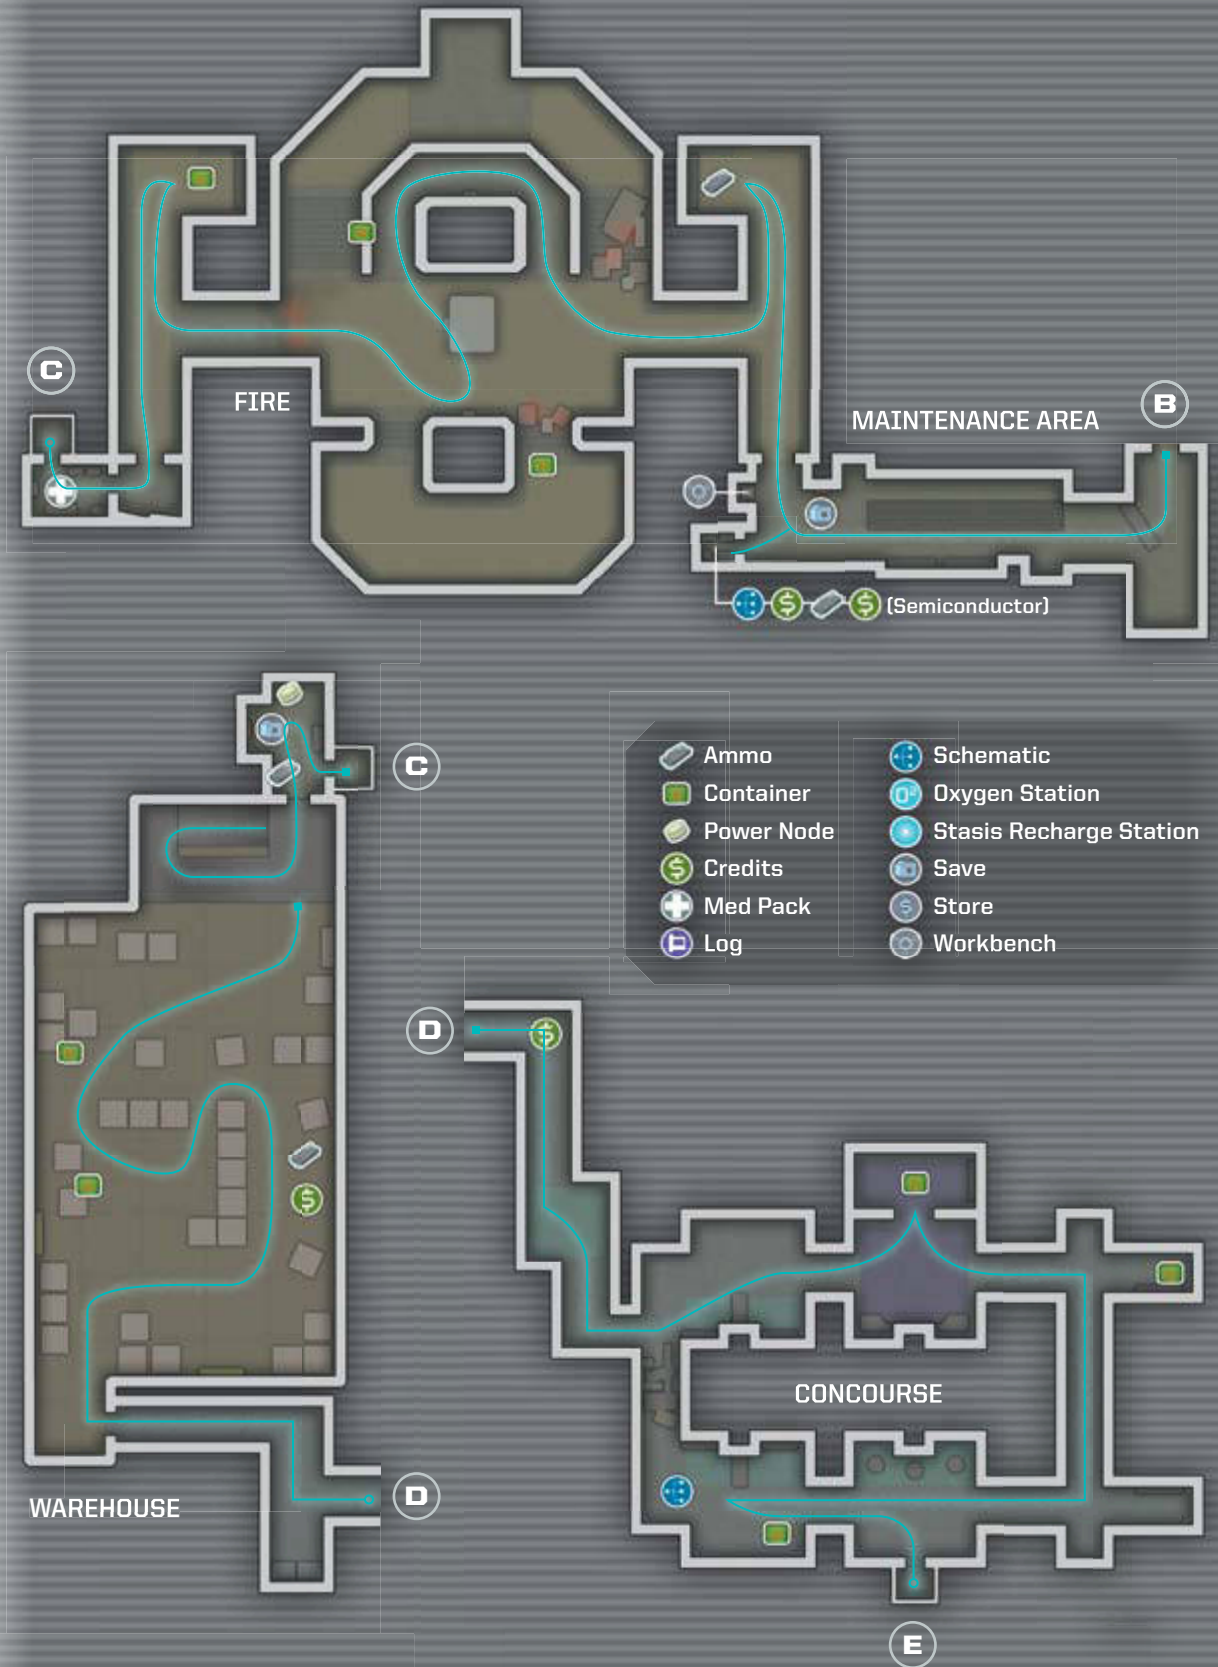 C
FIRE
MAINTENANCE AREA
B
$ $ (Semiconductor)
C
Ammo
Container
Power Node
$ Credits
Med Pack
Log
Schematic
O² Oxygen Station
Stasis Recharge Station
Save
$ Store
Workbench
D
$
$
CONCOURSE
WAREHOUSE
D
E